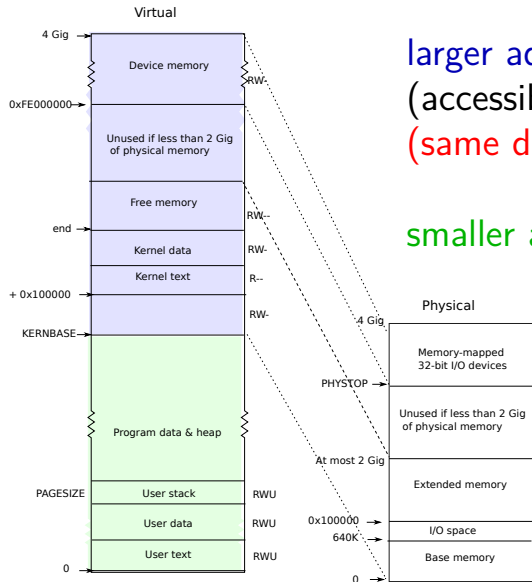 Virtual
4 Gig
Device memory
RW-
0xFE000000
Unused if less than 2 Gig
of physical memory
Free memory
RW--
end
Kernel data
RW-
Kernel text
R--
+ 0x100000
RW-
KERNBASE
Program data & heap
PAGESIZE
User stack
RWU
User data
RWU
User text
RWU
0
larger
(same
smaller
Physical
4 Gig
Memory-mapped
32-bit I/O devices
PHYSTOP
Unused if less than 2 Gig
of physical memory
At most 2 Gig
Extended memory
0x100000
I/O space
640K
Base memory
0